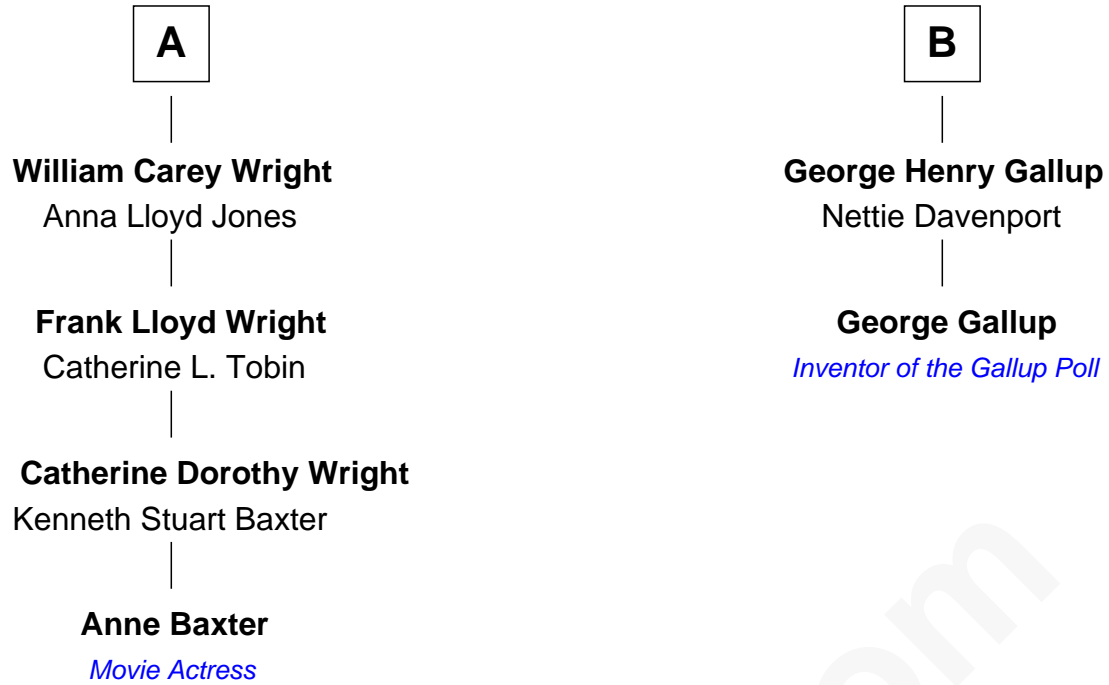 A
William Carey Wright
Anna Lloyd Jones
Frank Lloyd Wright
Catherine L. Tobin
Catherine Dorothy Wright
Kenneth Stuart Baxter
Anne Baxter
Movie Actress
B
George Henry Gallup
Nettie Davenport
George Gallup
Inventor of the Gallup Poll
om